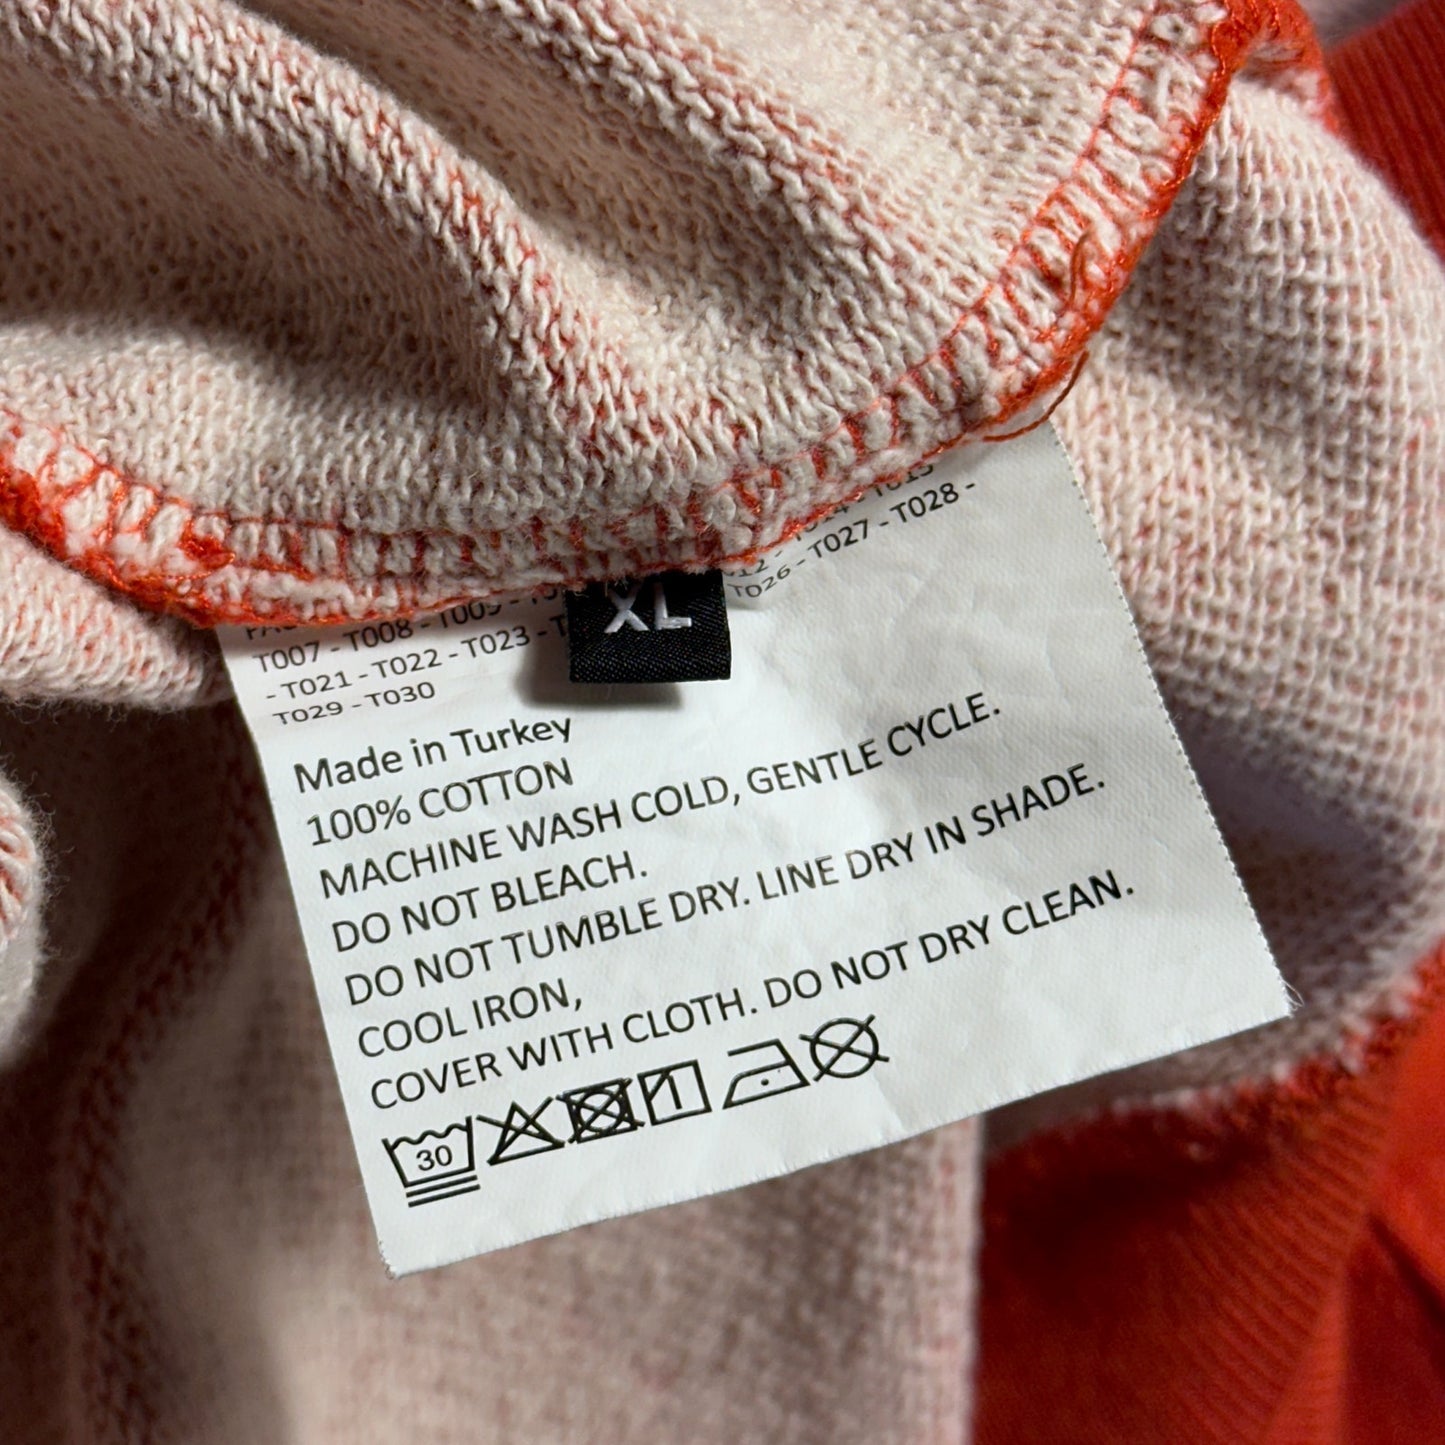 T007 - T008 - T009 -
XL
T026 - T027 - T028 -
- T021 - T022 - T023 -
T029 - T030
Made in Turkey
100% COTTON
MACHINE WASH COLD, GENTLE CYCLE.
DO NOT BLEACH.
DO NOT TUMBLE DRY. LINE DRY IN SHADE.
COOL IRON,
COVER WITH CLOTH. DO NOT DRY CLEAN.
30